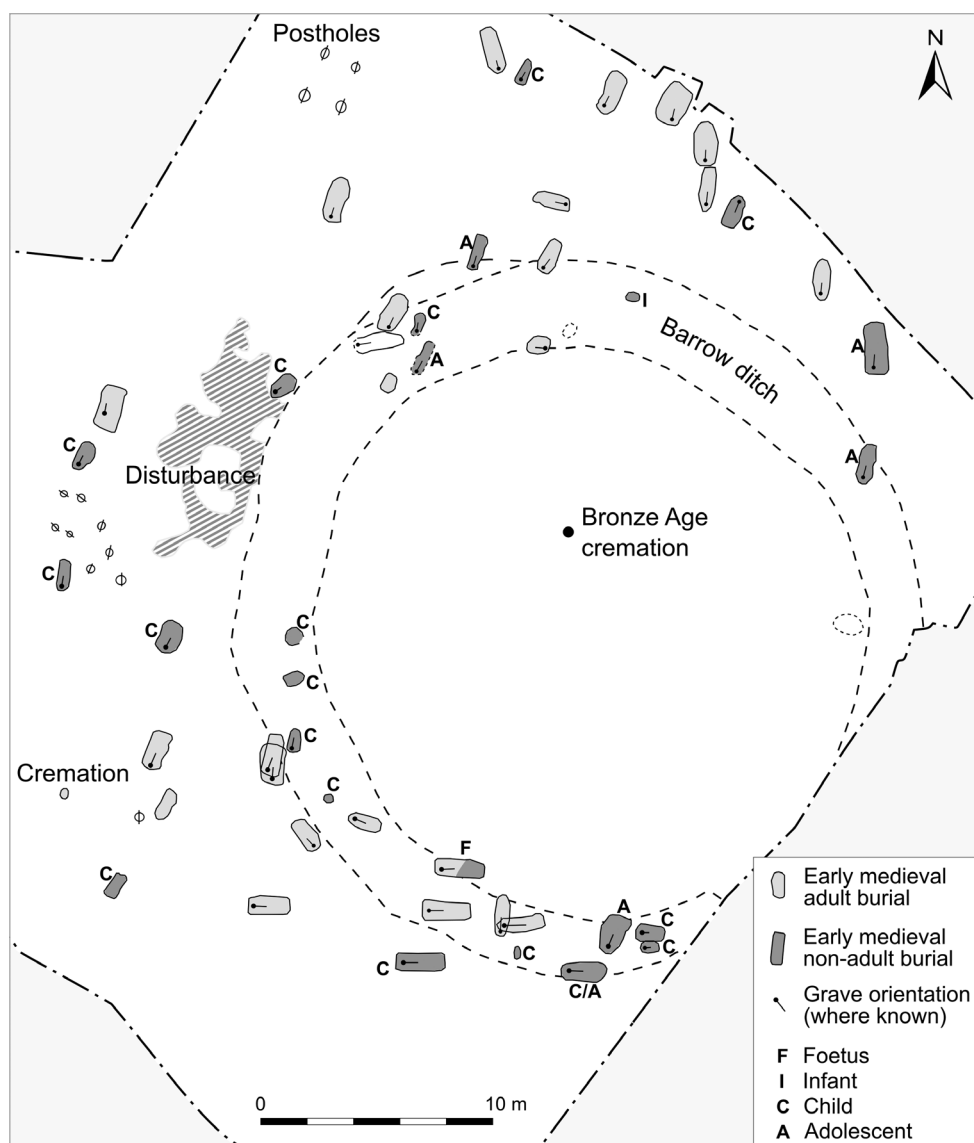 Postholes
N
C
C
A
I
C
Barrow ditch
A
A
C
C
A
Disturbance
Bronze Age
cremation
C
C
C
C
C
Cremation
C
F
C
A
C
C
C
C
C/A
0
10 m
Early medieval
adult burial
Early medieval
non-adult burial
Grave orientation
(where known)
F Foetus
I Infant
C Child
A Adolescent